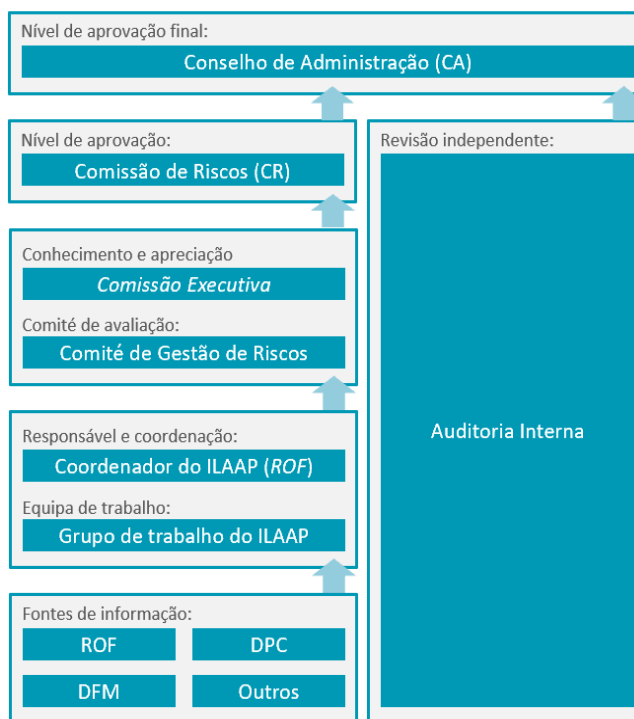 Nível de aprovação final:
Conselho de Administração (CA)
Nível de aprovação:
Comissão de Riscos (CR)
Conhecimento e apreciação
Comissão Executiva
Comité de avaliação:
Comité de Gestão de Riscos
Responsável e coordenação:
Coordenador do ILAAP (ROF)
Equipa de trabalho:
Grupo de trabalho do ILAAP
Fontes de informação:
ROF
DPC
DFM
Outros
Revisão independente:
Auditoria Interna